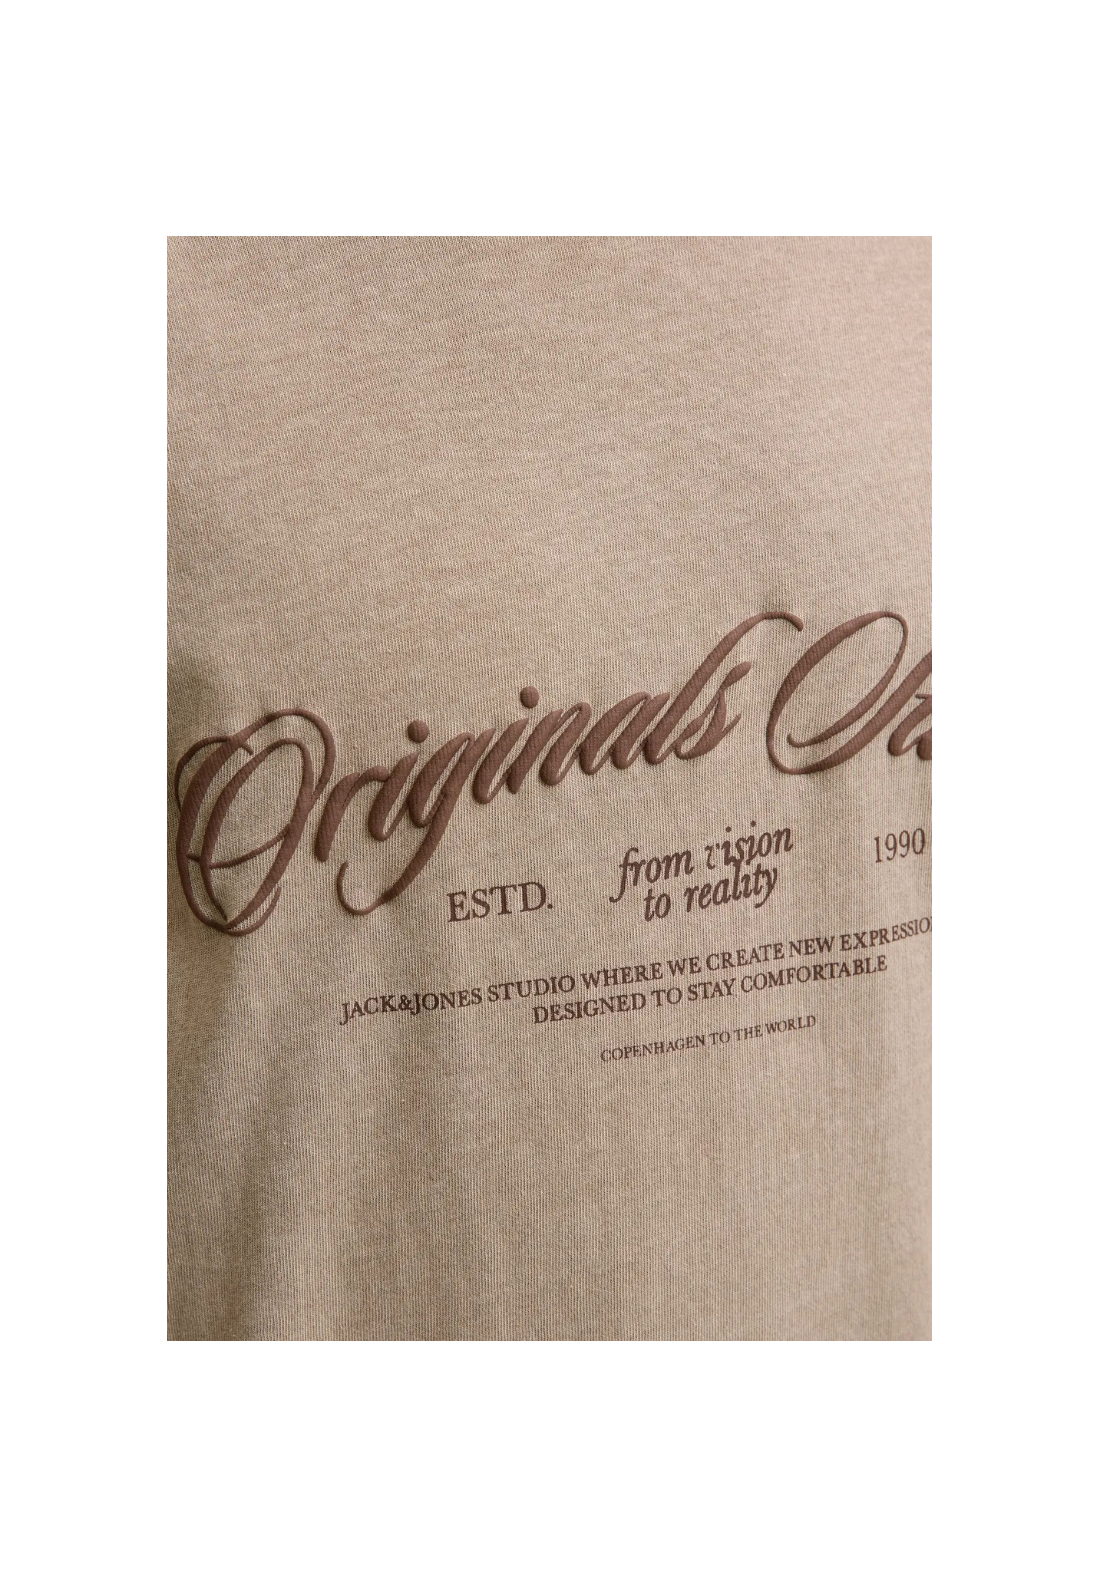 Originals
ESTD. from vision to reality 1990
JACK&JONES STUDIO WHERE WE CREATE NEW
DESIGNED TO STAY COMFORTABLE
COPENHAGEN TO THE WORLD